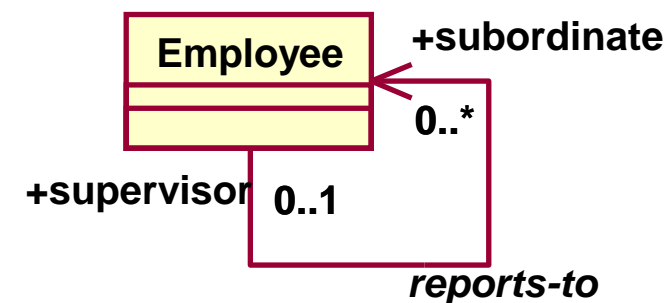 Employee
+subordinate
0..*
+supervisor
0..1
reports-to